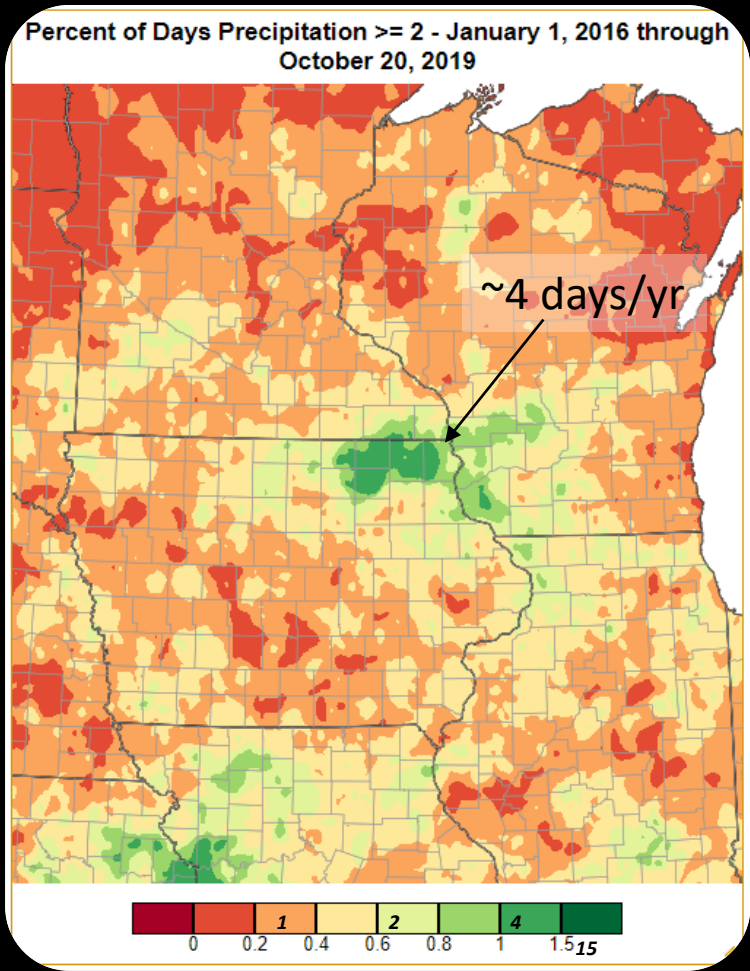 Percent of Days Precipitation >= 2 - January 1, 2016 through
October 20, 2019
~4 days/yr
1 2 4
0 0.2 0.4 0.6 0.8 1 1.5 15